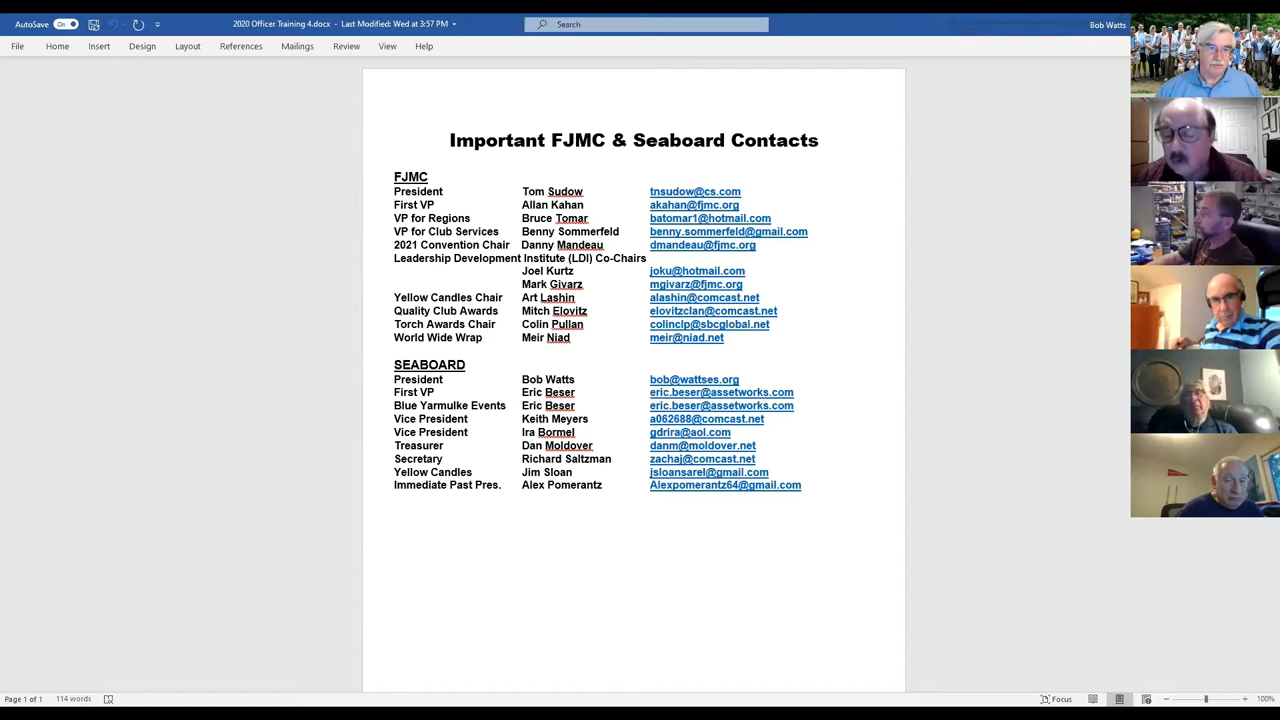 AutoSave On 2020 Officer Training 4.docx - Last Modified: Wed at 3:57 PM Search Bob Watts
File Home Insert Design Layout References Mailings Review View Help
Important FJMC & Seaboard Contacts
FJMC
President Tom Sudow tnsudow@cs.com
First VP Allan Kahan akahan@fjmc.org
VP for Regions Bruce Tomar batomar1@hotmail.com
VP for Club Services Benny Sommerfeld benny.sommerfeld@gmail.com
2021 Convention Chair Danny Mandeau dmandeau@fjmc.org
Leadership Development Institute (LDI) Co-Chairs
Joel Kurtz joku@hotmail.com
Mark Givarz mgivarz@fjmc.org
Yellow Candles Chair Art Lashin alashin@comcast.net
Quality Club Awards Mitch Elovitz elovitzclan@comcast.net
Torch Awards Chair Colin Pullan colinclp@sbcglobal.net
World Wide Wrap Meir Niad meir@niad.net
SEABOARD
President Bob Watts bob@wattses.org
First VP Eric Beser eric.beser@assetworks.com
Blue Yarmulke Events Eric Beser eric.beser@assetworks.com
Vice President Keith Meyers a062688@comcast.net
Vice President Ira Bormel gdrira@aol.com
Treasurer Dan Moldover danm@moldover.net
Secretary Richard Saltzman zachaj@comcast.net
Yellow Candles Jim Sloan jsloansarel@gmail.com
Immediate Past Pres. Alex Pomerantz Alexpomerantz64@gmail.com
Page 1 of 1 114 words Focus 100%